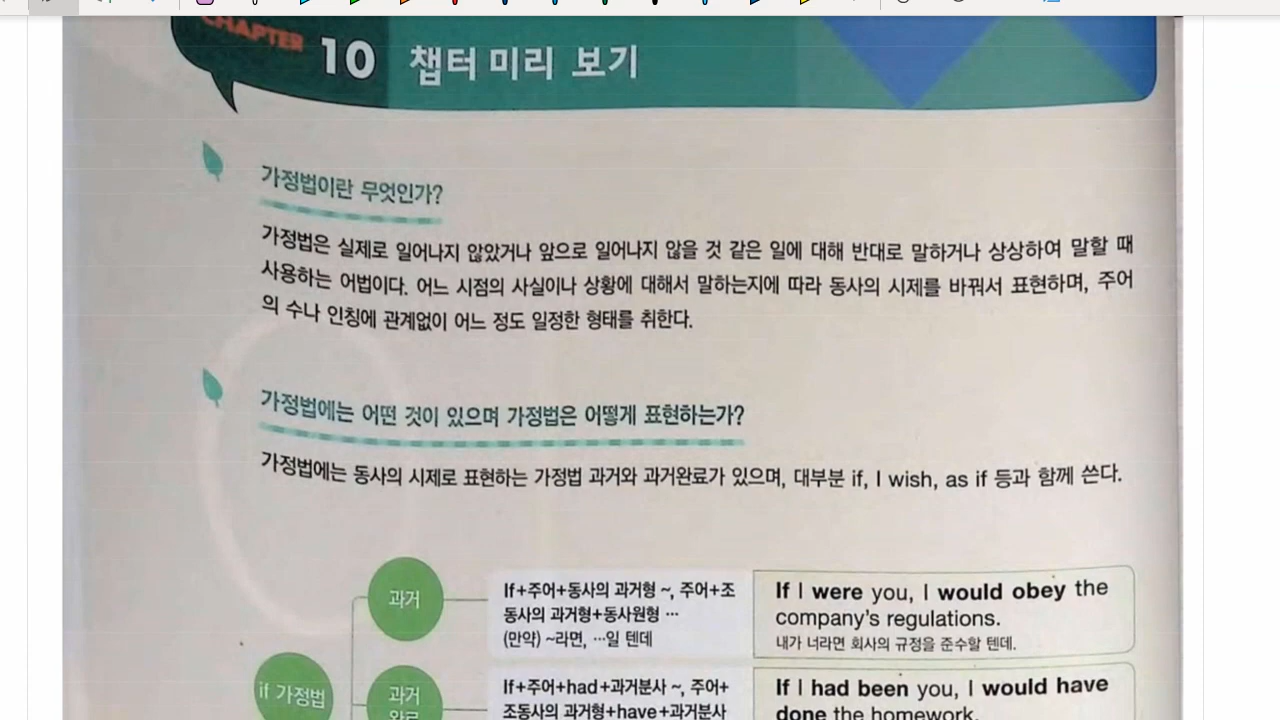 CHAPTER
10 챕터 미리 보기
가정법이란 무엇인가?
가정법은 실제로 일어나지 않았거나 앞으로 일어나지 않을 것 같은 일에 대해 반대로 말하거나 상상하여 말할 때
사용하는 어법이다. 어느 시점의 사실이나 상황에 대해서 말하는지에 따라 동사의 시제를 바꿔서 표현하며, 주어
의 수나 인칭에 관계없이 어느 정도 일정한 형태를 취한다.
가정법에는 어떤 것이 있으며 가정법은 어떻게 표현하는가?
가정법에는 동사의 시제로 표현하는 가정법 과거와 과거완료가 있으며, 대부분 if, I wish, as if 등과 함께 쓴다.
if 가정법
과거
If+주어+동사의 과거형 ~, 주어+조
동사의 과거형+동사원형 …
(만약) ~라면, …일 텐데
If I were you, I would obey the
company's regulations.
내가 너라면 회사의 규정을 준수할 텐데.
과거
완료
If+주어+had+과거분사 ~, 주어+
조동사의 과거형+have+과거분사
If I had been you, I would have
done the homework.